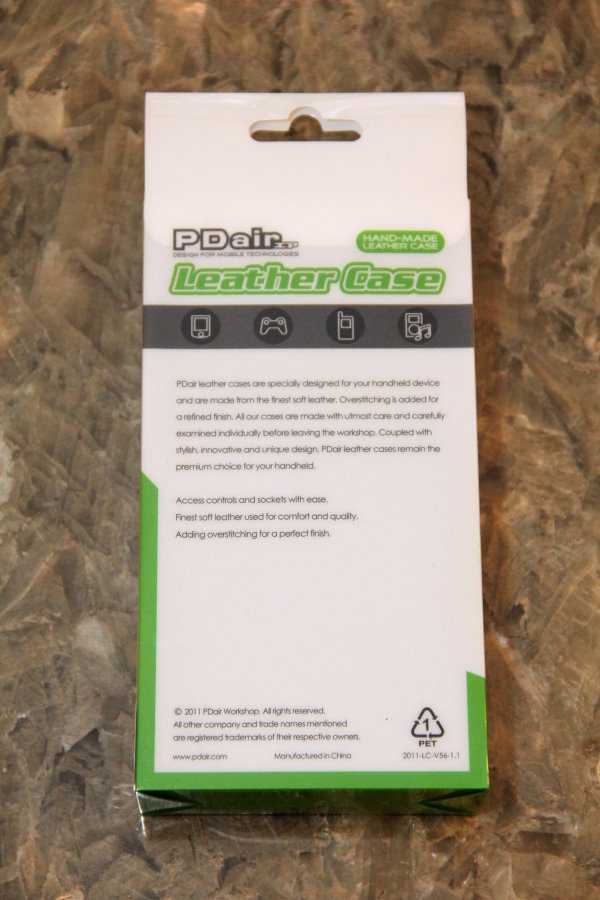 PDair
DESIGN FOR MOBILE TECHNOLOGIES
HAND-MADE
LEATHER CASE
Leather Case
PDair leather cases are specially designed for your handheld device
and are made from the finest soft leather. Overstitching is added for
a refined finish. All our cases are made with utmost care and carefully
examined individually before leaving the workshop. Coupled with
stylish, innovative and unique design, PDair leather cases remain the
premium choice for your handheld.
Access controls and sockets with ease.
Finest soft leather used for comfort and quality.
Adding overstitching for a perfect finish.
© 2011 PDair Workshop. All rights reserved.
All other company and trade names mentioned
are registered trademarks of their respective owners.
www.pdair.com Manufactured in China
1
PET
2011-LC-V56-1.1